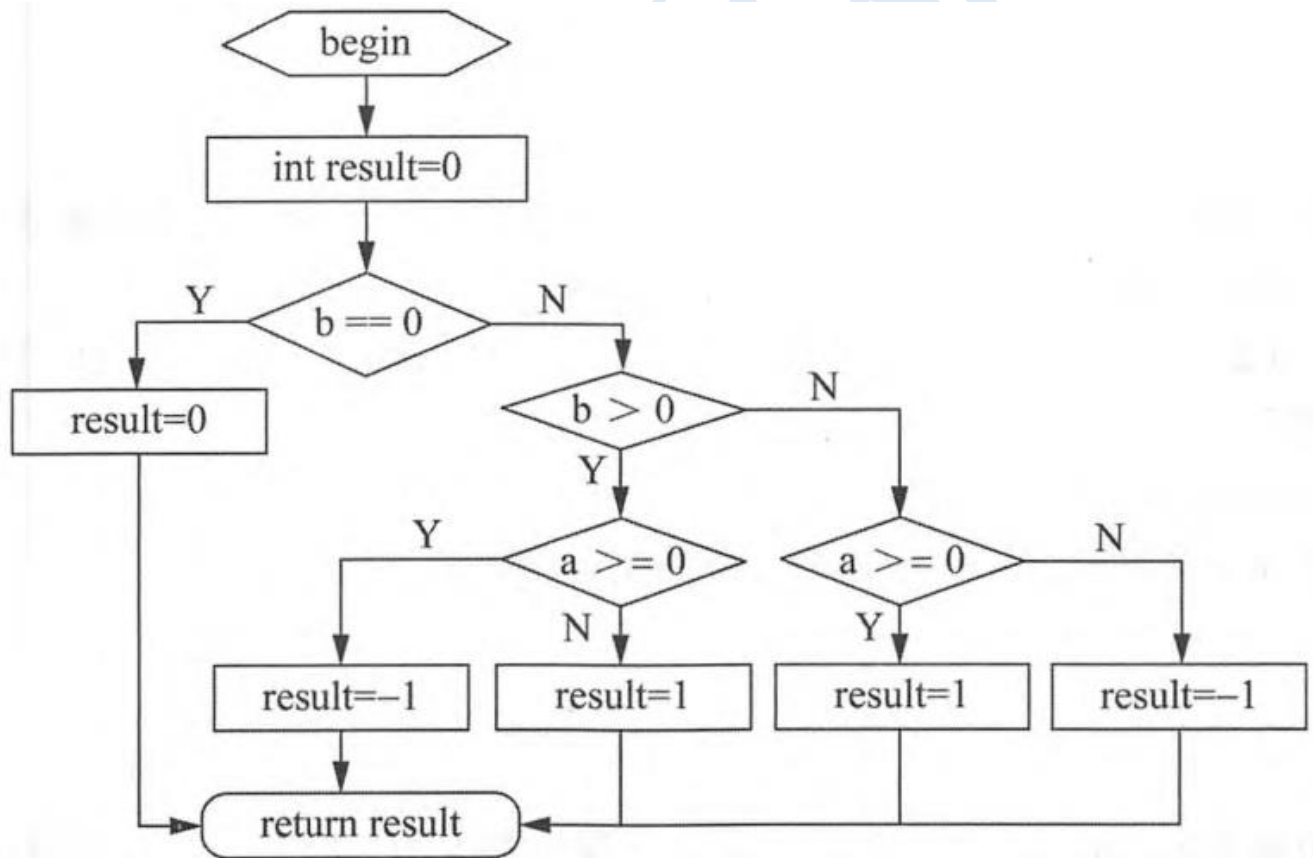 begin
int result=0
Y
b == 0
N
result=0
b > 0
N
Y
Y
a >= 0
a >= 0
N
N
Y
result=–1
result=1
result=1
result=–1
return result